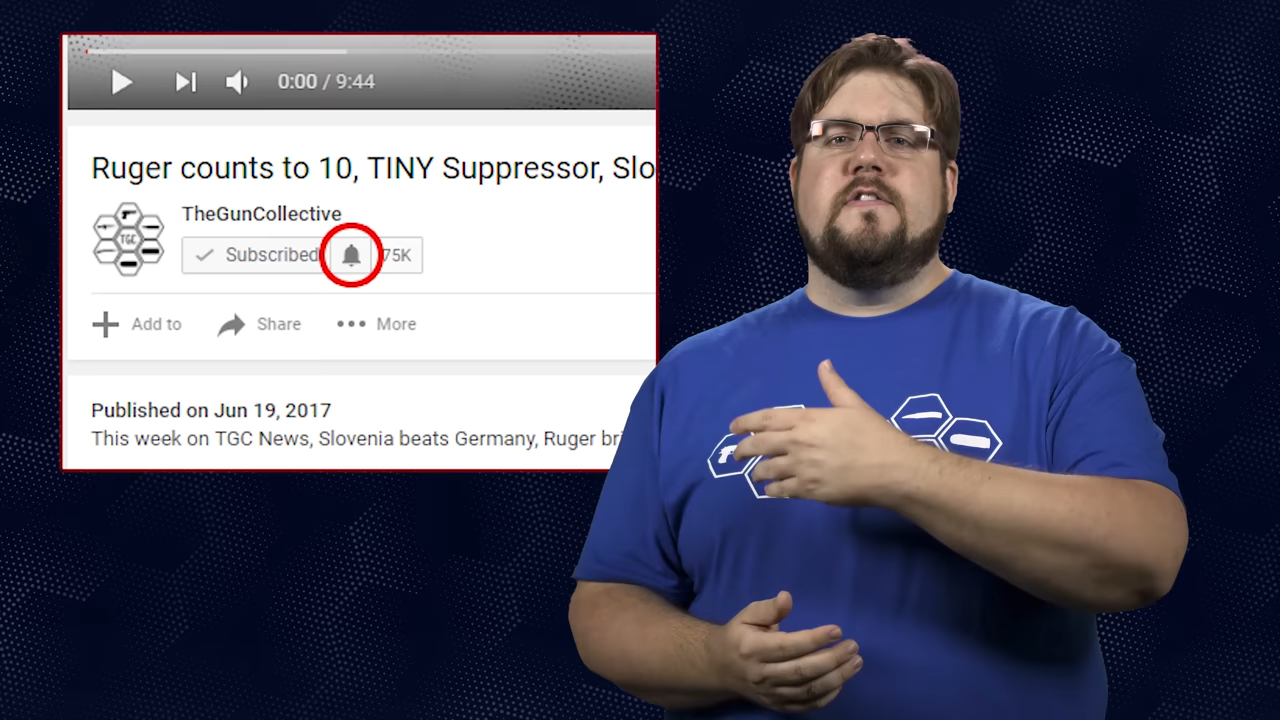 0:00 / 9:44
Ruger counts to 10, TINY Suppressor, Slo
TheGunCollective
TGC
Subscribed 75K
Add to Share More
Published on Jun 19, 2017
This week on TGC News, Slovenia beats Germany, Ruger bri